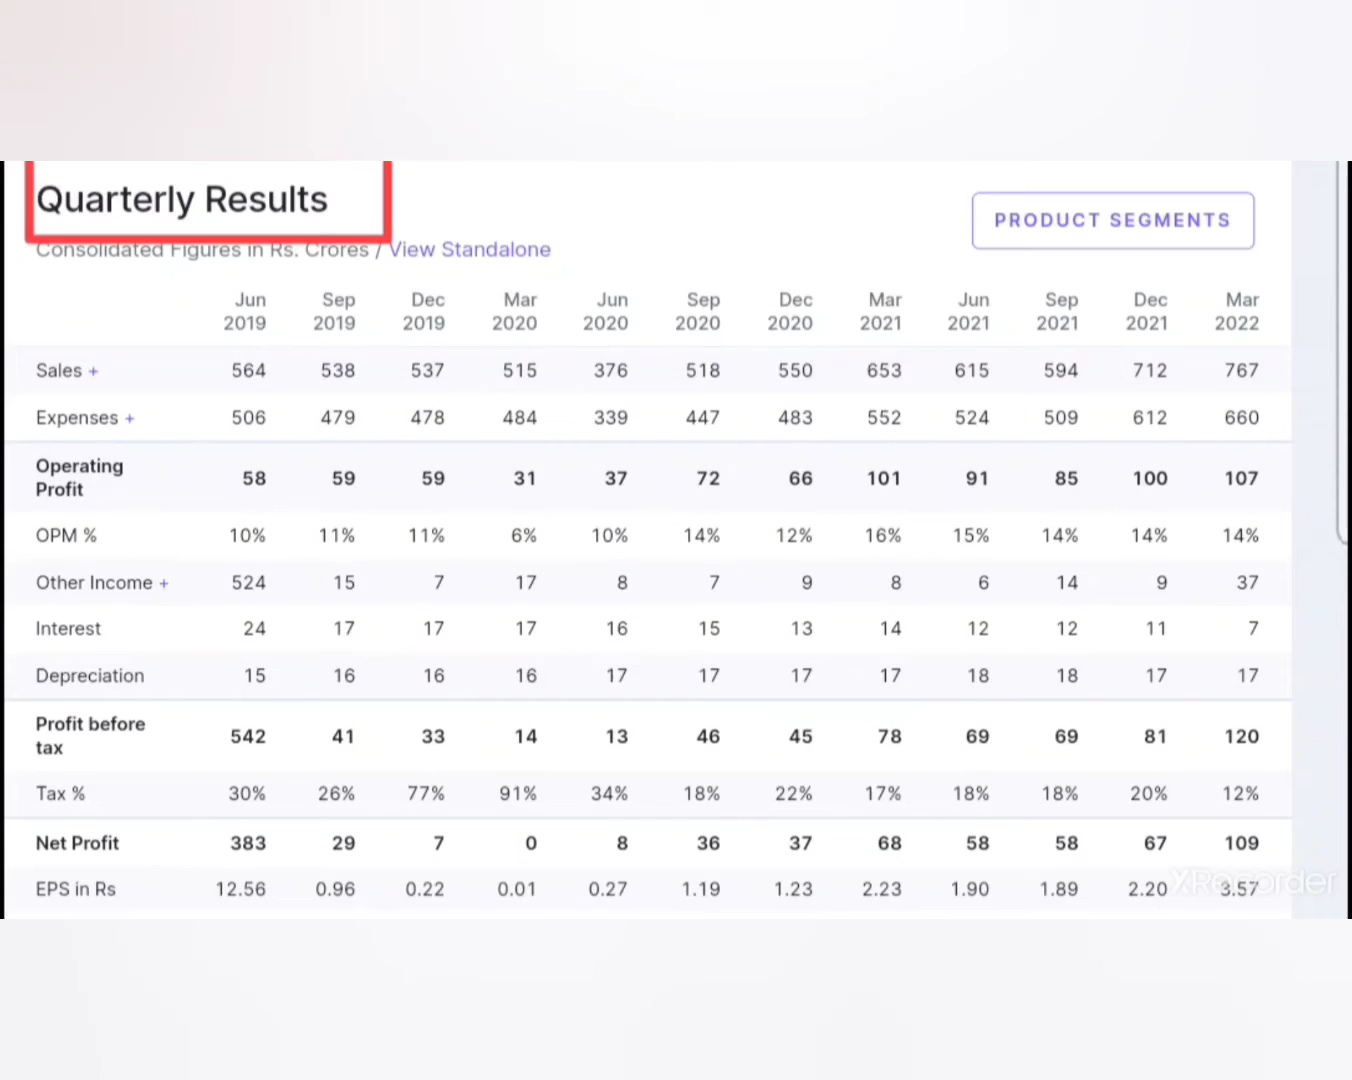 Quarterly Results
PRODUCT SEGMENTS
Consolidated Figures in Rs. Crores / View Standalone
Jun 2019 Sep 2019 Dec 2019 Mar 2020 Jun 2020 Sep 2020 Dec 2020 Mar 2021 Jun 2021 Sep 2021 Dec 2021 Mar 2022
Sales + 564 538 537 515 376 518 550 653 615 594 712 767
Expenses + 506 479 478 484 339 447 483 552 524 509 612 660
Operating Profit 58 59 59 31 37 72 66 101 91 85 100 107
OPM % 10% 11% 11% 6% 10% 14% 12% 16% 15% 14% 14% 14%
Other Income + 524 15 7 17 8 7 9 8 6 14 9 37
Interest 24 17 17 17 16 15 13 14 12 12 11 7
Depreciation 15 16 16 16 17 17 17 17 18 18 17 17
Profit before tax 542 41 33 14 13 46 45 78 69 69 81 120
Tax % 30% 26% 77% 91% 34% 18% 22% 17% 18% 18% 20% 12%
Net Profit 383 29 7 0 8 36 37 68 58 58 67 109
EPS in Rs 12.56 0.96 0.22 0.01 0.27 1.19 1.23 2.23 1.90 1.89 2.20 3.57
XRecorder